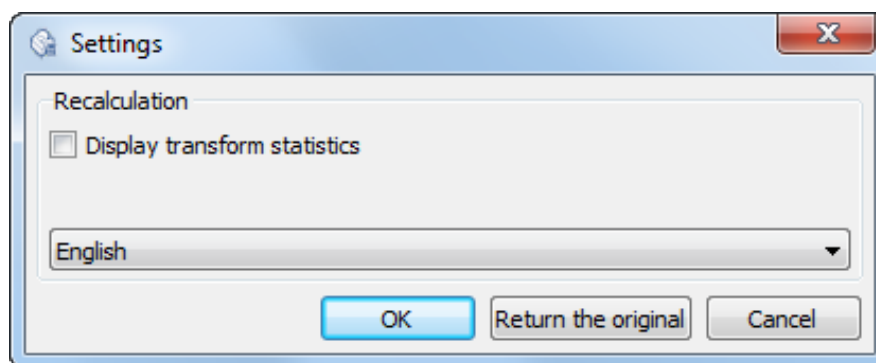 Settings
Recalculation
Display transform statistics
English
OK Return the original Cancel